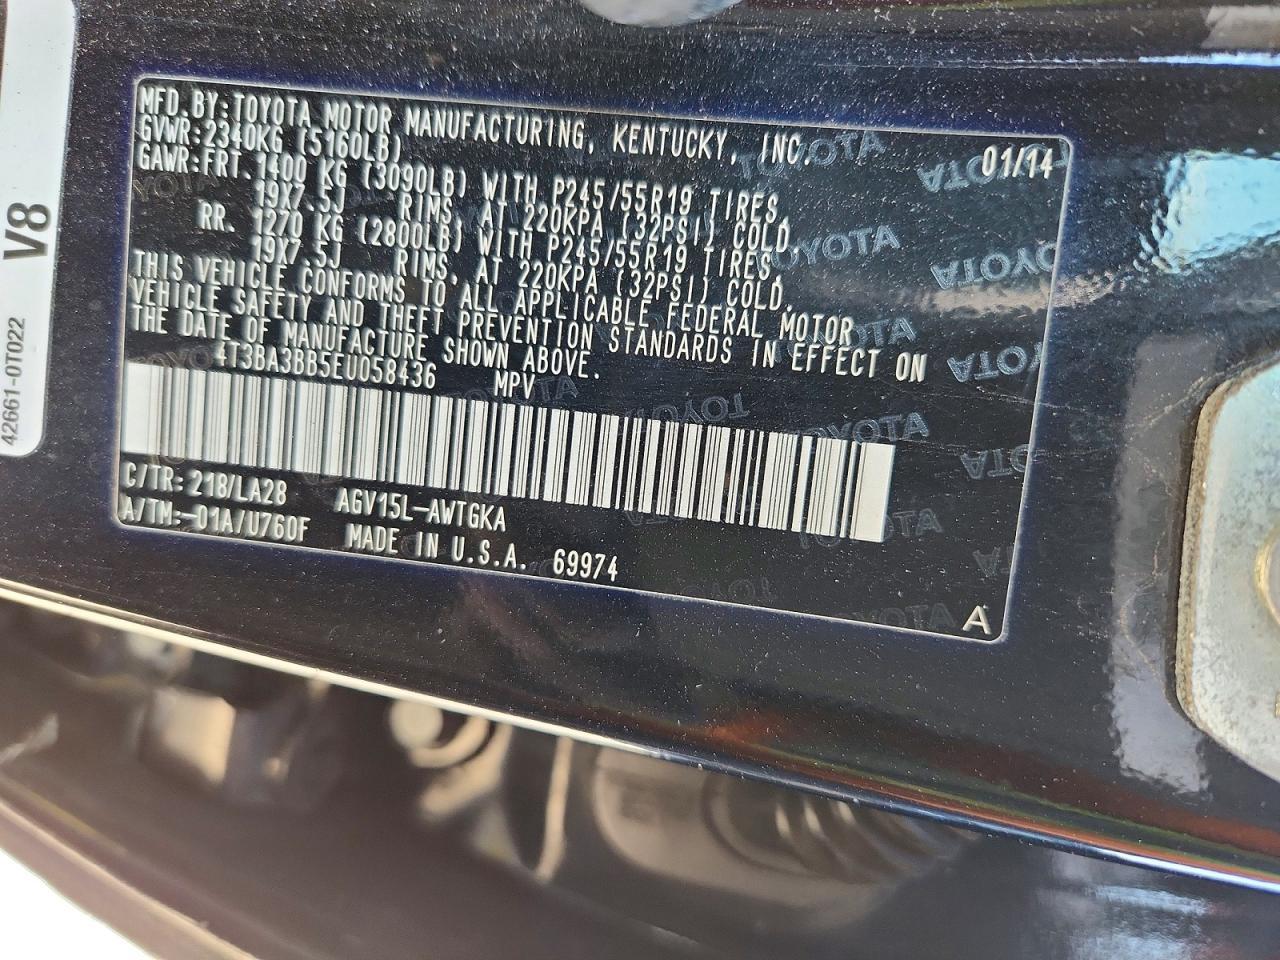 MFD. BY: TOYOTA MOTOR MANUFACTURING, KENTUCKY, INC. 01/14
GVWR: 2340KG (5160LB)
GAWR: FRT. 1400 KG (3090LB) WITH P245/55R19 TIRES,
19X7.5J RIMS, AT 220KPA (32PSI) COLD.
RR. 1270 KG (2800LB) WITH P245/55R19 TIRES,
19X7.5J RIMS, AT 220KPA (32PSI) COLD.
THIS VEHICLE CONFORMS TO ALL APPLICABLE FEDERAL MOTOR
VEHICLE SAFETY AND THEFT PREVENTION STANDARDS IN EFFECT ON
THE DATE OF MANUFACTURE SHOWN ABOVE.
4T3BA3BB5EU058436 MPV
C/TR: 218/LA28 AGV15L-AWTGKA
A/TM: -01A/U760F MADE IN U.S.A. 69974
A
V8
42661-0T022
TOYOTA